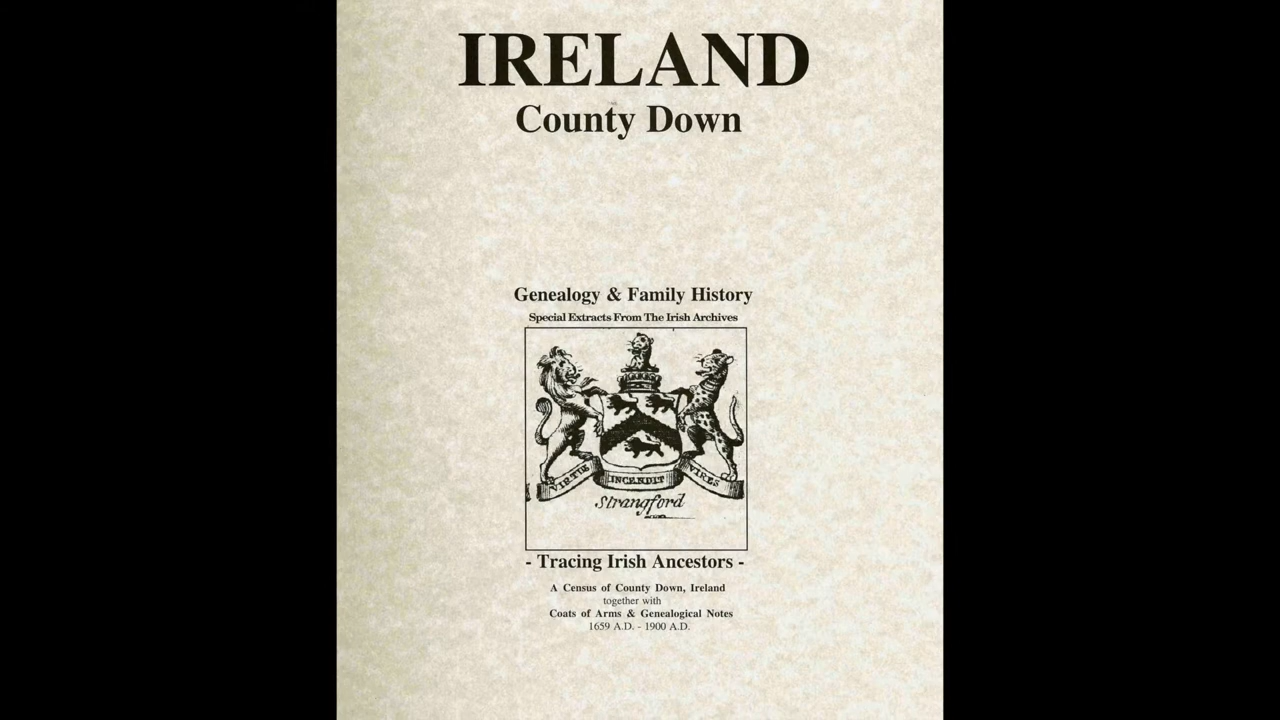 IRELAND
County Down
Genealogy & Family History
Special Extracts From The Irish Archives
VIRTUS INCENDIT VIRES
Strangford
- Tracing Irish Ancestors -
A Census of County Down, Ireland
together with
Coats of Arms & Genealogical Notes
1659 A.D. - 1900 A.D.